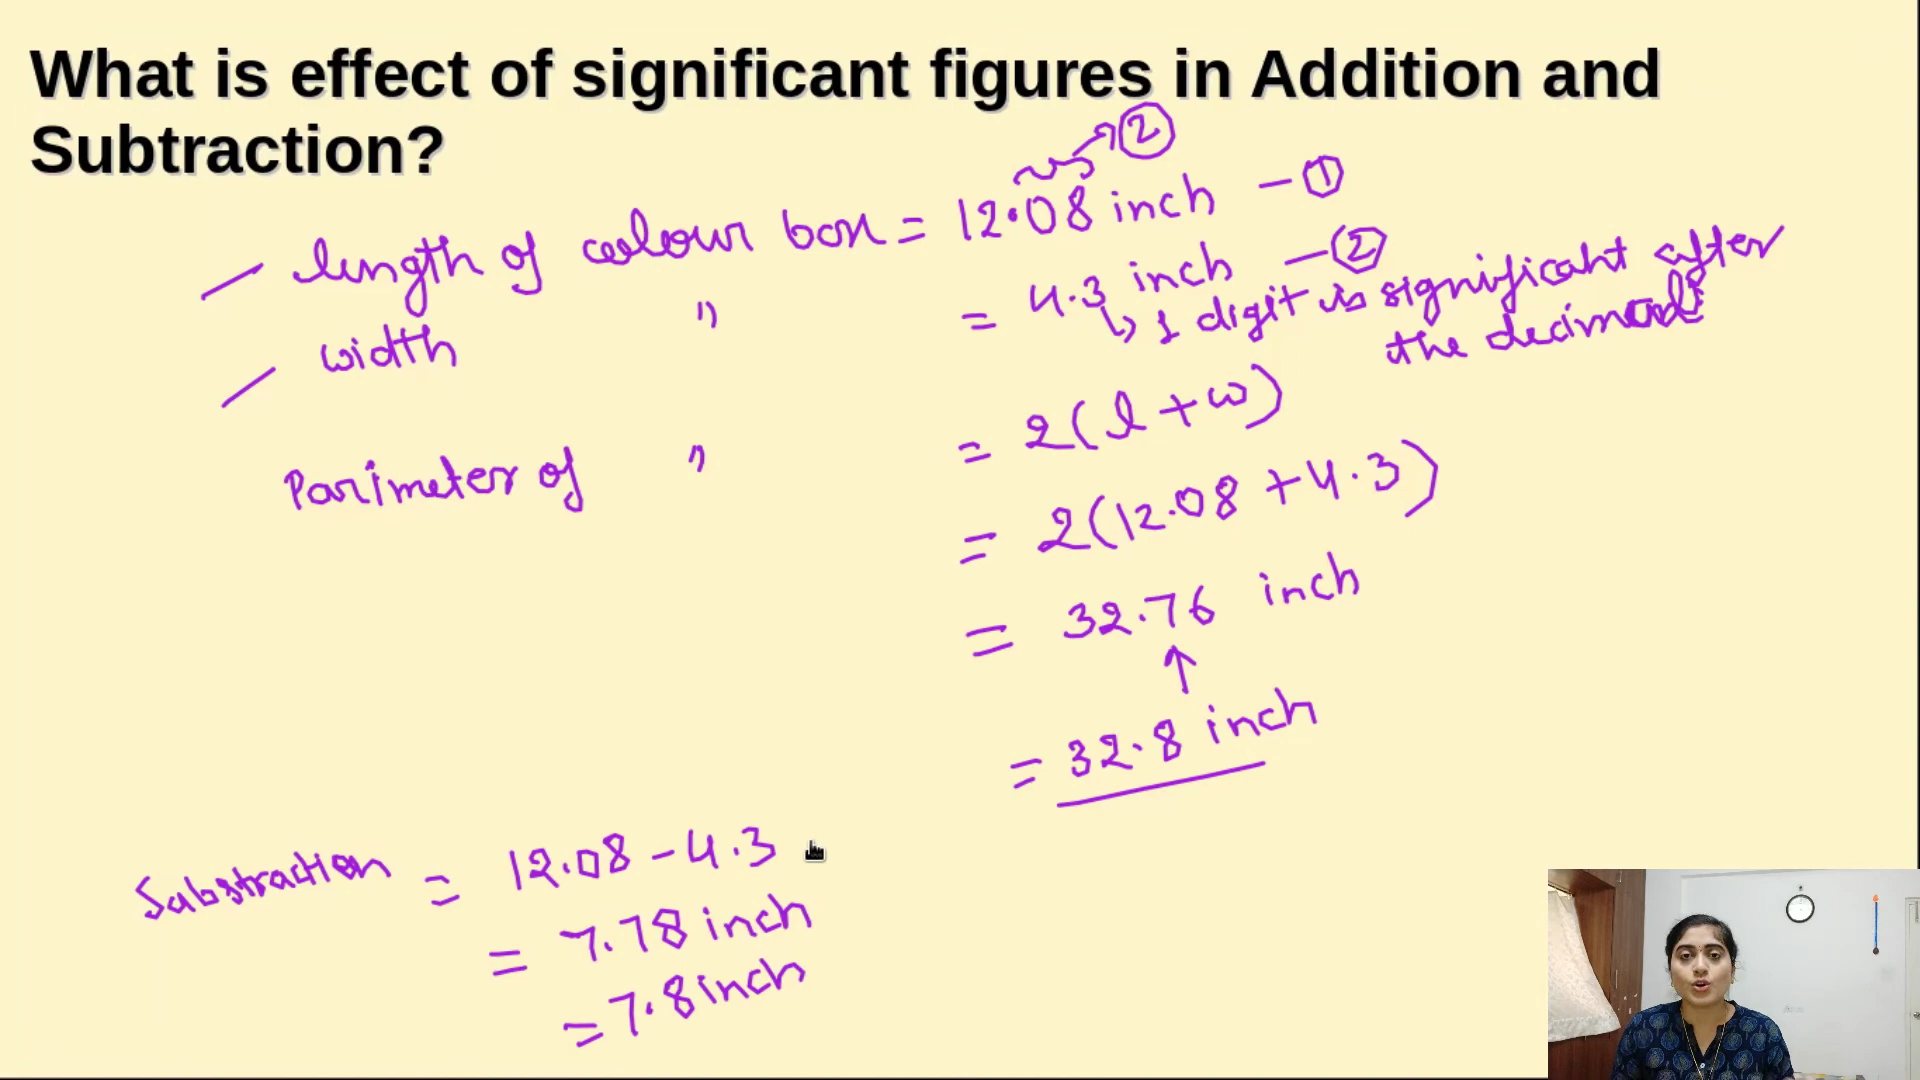 What is effect of significant figures in Addition and
Subtraction?
2
— length of colour box = 12.08 inch — 1
— width " = 4.3 inch — 2
↳ 1 digit is significant after
the decimal
= 2(l + w)
Parimeter of "
= 2(12.08 + 4.3)
= 32.76 inch
↑
= 32.8 inch
Substraction = 12.08 - 4.3
= 7.78 inch
= 7.8 inch